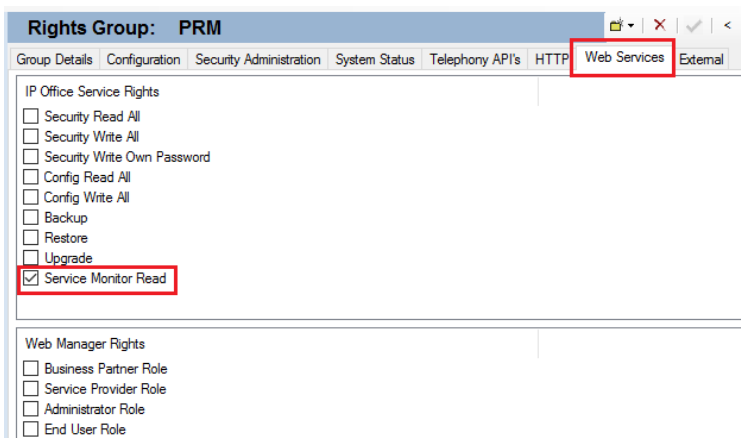 Rights Group: PRM
Group Details Configuration Security Administration System Status Telephony API's HTTP Web Services External
IP Office Service Rights
Security Read All
Security Write All
Security Write Own Password
Config Read All
Config Write All
Backup
Restore
Upgrade
Service Monitor Read
Web Manager Rights
Business Partner Role
Service Provider Role
Administrator Role
End User Role